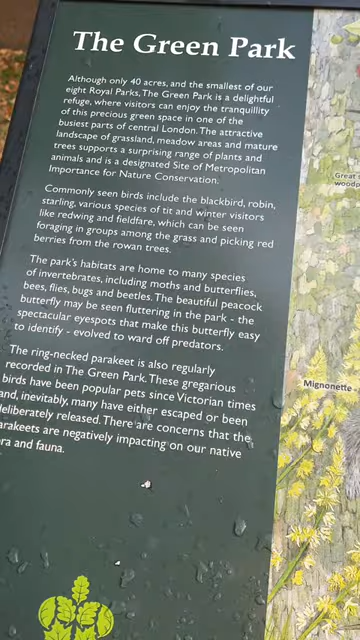 The Green Park
Although only 40 acres, and the smallest of our
eight Royal Parks, The Green Park is a delightful
refuge, where visitors can enjoy the tranquillity
of this precious green space in one of the
busiest parts of central London. The attractive
landscape of grassland, meadow areas and mature
trees supports a surprising range of plants and
animals and is a designated Site of Metropolitan
Importance for Nature Conservation.
Commonly seen birds include the blackbird, robin,
starling, various species of tit and winter visitors
like redwing and fieldfare, which can be seen
foraging in groups among the grass and picking red
berries from the rowan trees.
The park's habitats are home to many species
of invertebrates, including moths and butterflies,
bees, flies, bugs and beetles. The beautiful peacock
butterfly may be seen fluttering in the park - the
spectacular eyespots that make this butterfly easy
to identify - evolved to ward off predators.
The ring-necked parakeet is also regularly
recorded in The Green Park. These gregarious
birds have been popular pets since Victorian times
and, inevitably, many have either escaped or been
deliberately released. There are concerns that the
arakeets are negatively impacting on our native
ora and fauna.
Great s
woodp
Mignonette